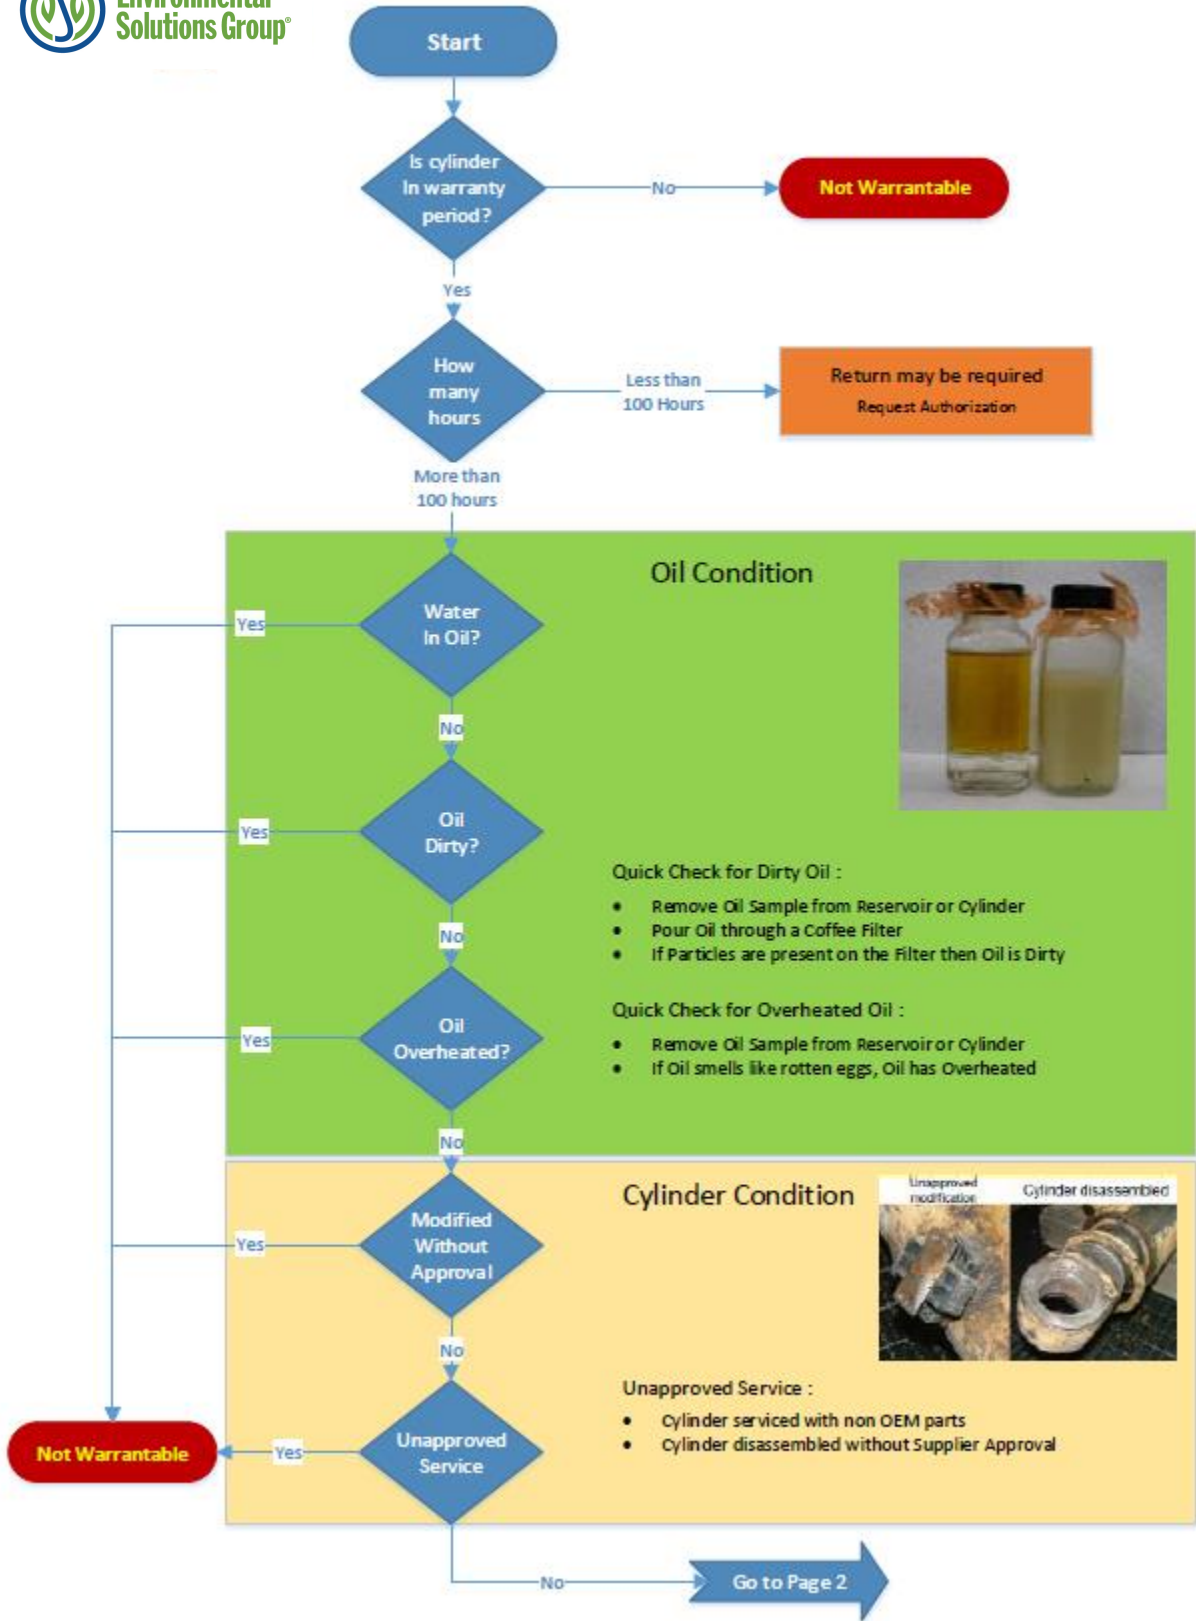 Solutions Group®
Start
Is cylinder
In warranty
period?
No
Not Warrantable
Yes
How
many
hours
Less than
100 Hours
Return may be required
Request Authorization
More than
100 hours
Oil Condition
Water
In Oil?
Yes
No
Oil
Dirty?
Yes
Quick Check for Dirty Oil :
• Remove Oil Sample from Reservoir or Cylinder
• Pour Oil through a Coffee Filter
• If Particles are present on the Filter then Oil is Dirty
No
Oil
Overheated?
Yes
Quick Check for Overheated Oil :
• Remove Oil Sample from Reservoir or Cylinder
• If Oil smells like rotten eggs, Oil has Overheated
No
Cylinder Condition
Unapproved
modification
Cylinder disassembled
Modified
Without
Approval
Yes
No
Unapproved Service :
• Cylinder serviced with non OEM parts
• Cylinder disassembled without Supplier Approval
Unapproved
Service
Yes
Not Warrantable
No
Go to Page 2